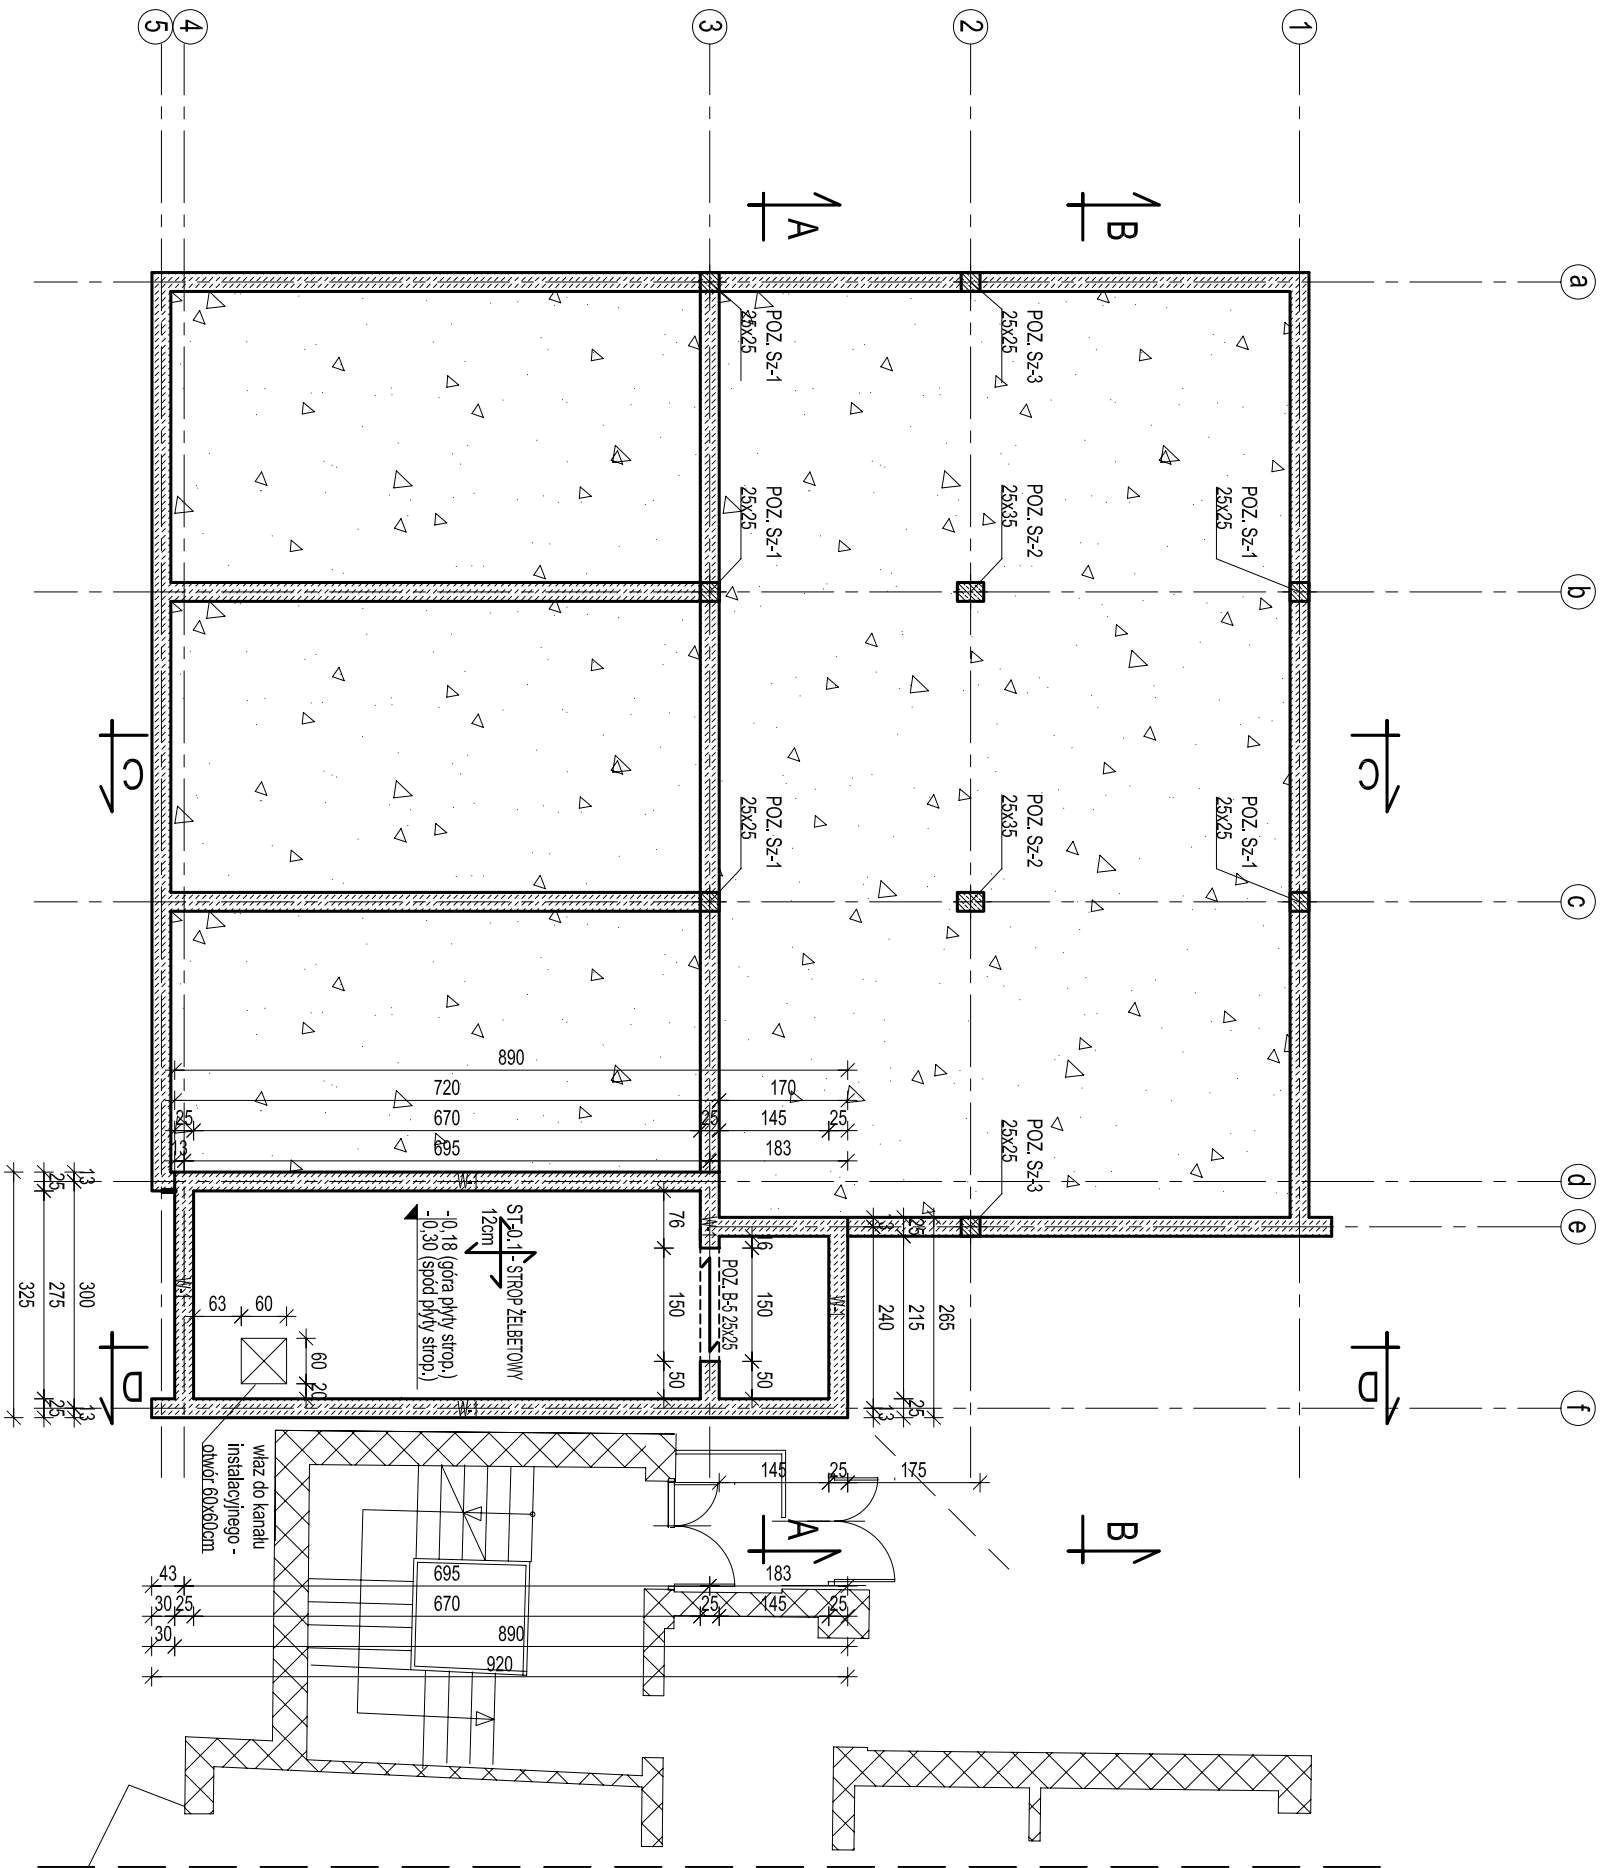 5
4
3
2
1
A
B
a
POZ. Sz-1
25x25
POZ. Sz-3
25x25
POZ. Sz-1
25x25
POZ. Sz-2
25x35
POZ. Sz-1
25x25
b
C
C
POZ. Sz-1
25x25
POZ. Sz-2
25x35
POZ. Sz-1
25x25
c
890
720
170
25
670
25
145
25
13
695
183
POZ. Sz-3
25x25
d
e
13
300
13
25
275
25
325
W-1
W-1
W-1
W-1
ST-0.1 - STROP ŻELBETOWY
12cm
-0,18 (góra płyty strop.)
-0,30 (spód płyty strop.)
76
150
50
16
150
50
POZ. B-5 25x25
13
240
13
25
215
25
265
63
60
60
20
D
D
f
właz do kanału
instalacyjnego -
otwór 60x60cm
145
25
175
A
B
43
695
183
30
25
670
25
145
25
30
890
920